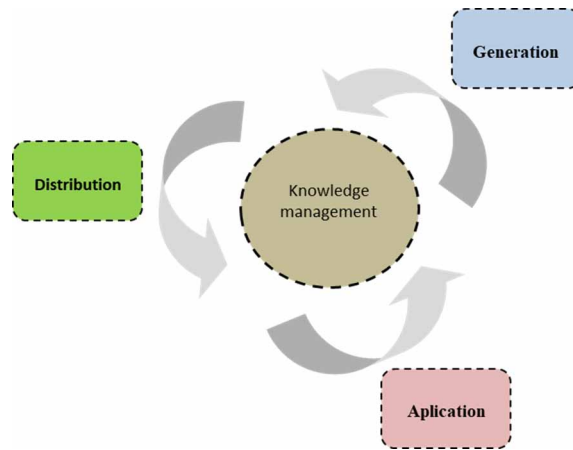 Generation
Distribution
Knowledge
management
Aplication